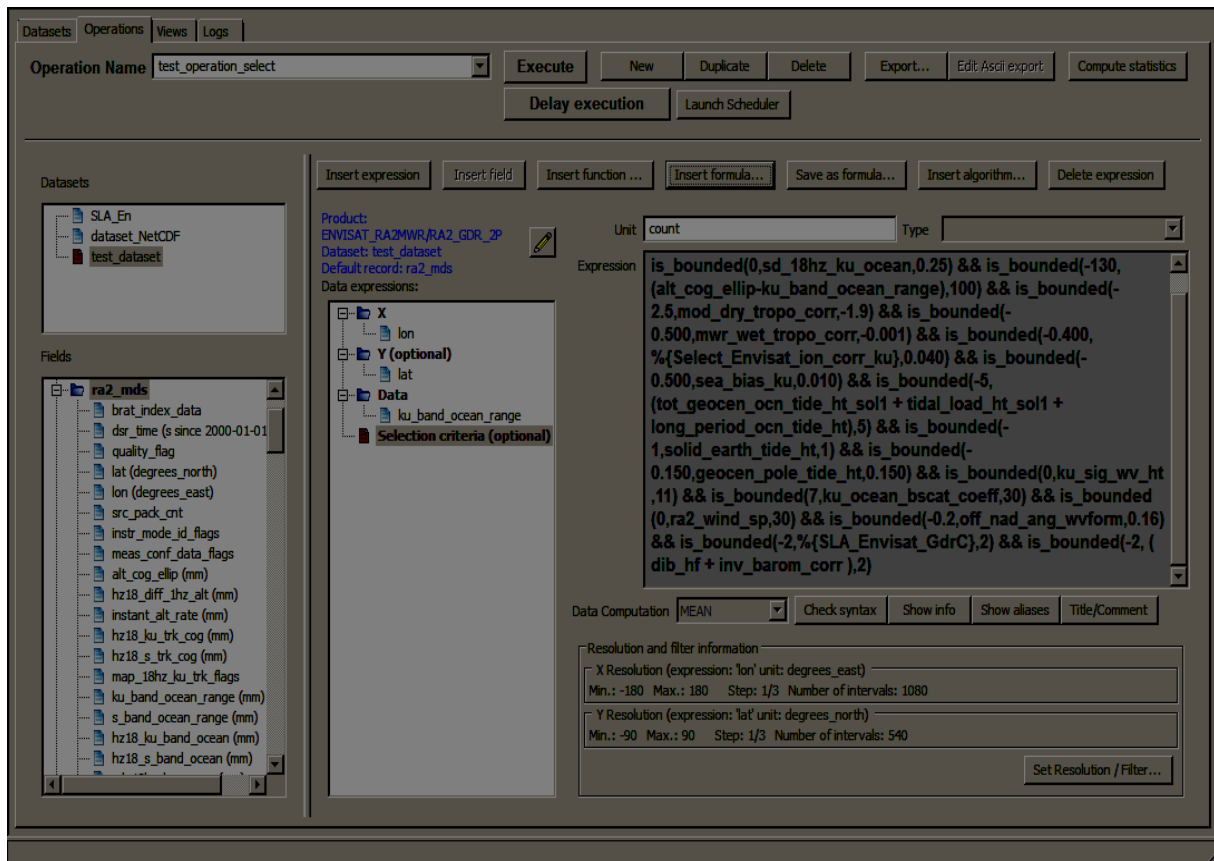 Datasets Operations Views Logs
Operation Name test_operation_select Execute New Duplicate Delete Export... Edit Ascii export Compute statistics
Delay execution Launch Scheduler
Insert expression Insert field Insert function ... Insert formula... Save as formula... Insert algorithm... Delete expression
Datasets
SLA_En
dataset_NetCDF
test_dataset
Fields
ra2_mds
brat_index_data
dsr_time (s since 2000-01-01
quality_flag
lat (degrees_north)
lon (degrees_east)
src_pack_cnt
instr_mode_id_flags
meas_conf_data_flags
alt_cog_ellip (mm)
hz18_diff_1hz_alt (mm)
instant_alt_rate (mm)
hz18_ku_trk_cog (mm)
hz18_s_trk_cog (mm)
map_18hz_ku_trk_flags
ku_band_ocean_range (mm)
s_band_ocean_range (mm)
hz18_ku_band_ocean (mm)
hz18_s_band_ocean (mm)
Product:
ENVISAT_RA2MWR/RA2_GDR_2P
Dataset: test_dataset
Default record: ra2_mds
Data expressions:
X
lon
Y (optional)
lat
Data
ku_band_ocean_range
Selection criteria (optional)
Unit count Type
Expression
is_bounded(0,sd_18hz_ku_ocean,0.25) && is_bounded(-130,
(alt_cog_ellip-ku_band_ocean_range),100) && is_bounded(-
2.5,mod_dry_tropo_corr,-1.9) && is_bounded(-
0.500,mwr_wet_tropo_corr,-0.001) && is_bounded(-0.400,
%{Select_Envisat_ion_corr_ku},0.040) && is_bounded(-
0.500,sea_bias_ku,0.010) && is_bounded(-5,
(tot_geocen_ocn_tide_ht_sol1 + tidal_load_ht_sol1 +
long_period_ocn_tide_ht),5) && is_bounded(-
1,solid_earth_tide_ht,1) && is_bounded(-
0.150,geocen_pole_tide_ht,0.150) && is_bounded(0,ku_sig_wv_ht
,11) && is_bounded(7,ku_ocean_bscat_coeff,30) && is_bounded
(0,ra2_wind_sp,30) && is_bounded(-0.2,off_nad_ang_wvform,0.16)
&& is_bounded(-2,%{SLA_Envisat_GdrC},2) && is_bounded(-2, (
dib_hf + inv_barom_corr ),2)
Data Computation MEAN Check syntax Show info Show aliases Title/Comment
Resolution and filter information
X Resolution (expression: 'lon' unit: degrees_east)
Min.: -180 Max.: 180 Step: 1/3 Number of intervals: 1080
Y Resolution (expression: 'lat' unit: degrees_north)
Min.: -90 Max.: 90 Step: 1/3 Number of intervals: 540
Set Resolution / Filter...